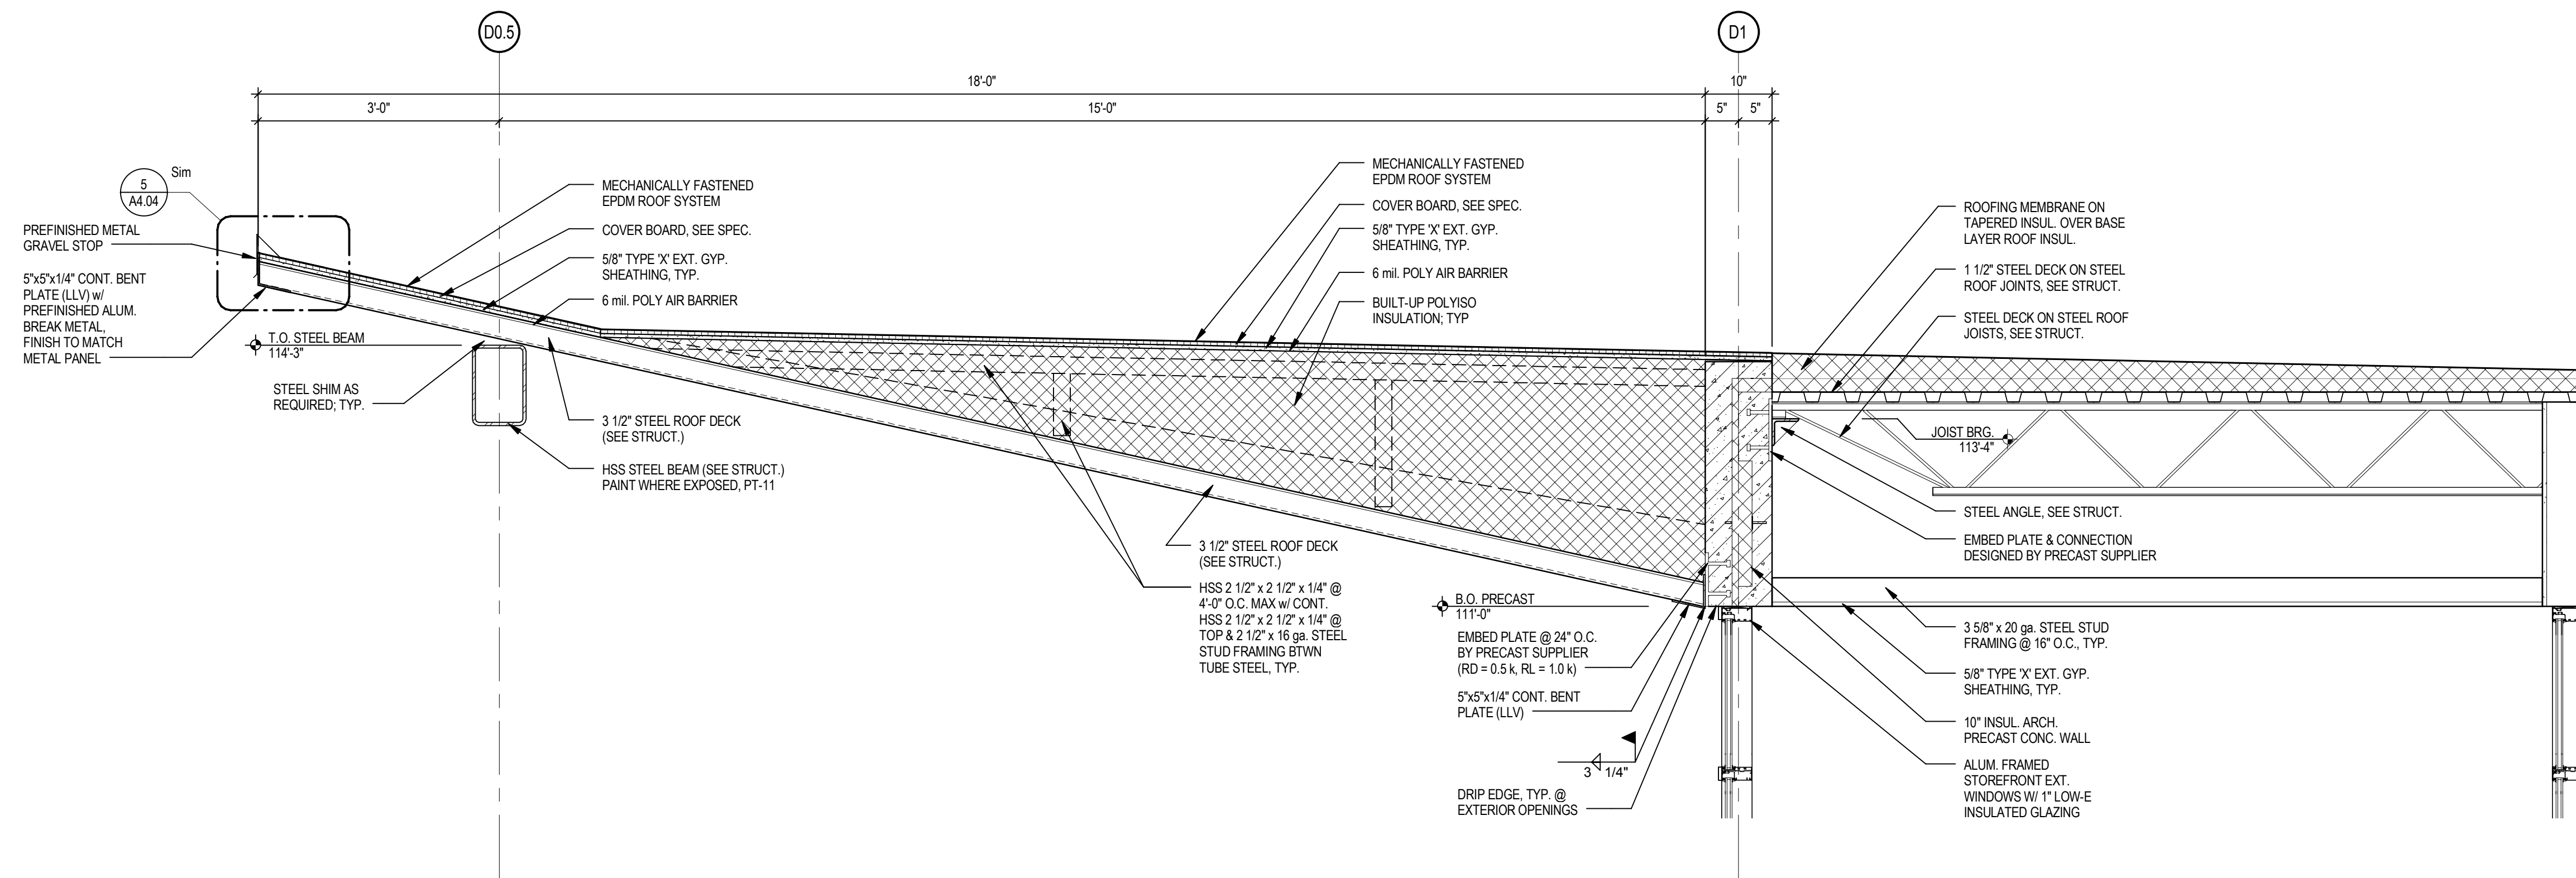 D0.5
D1
18'-0"
10"
3'-0"
15'-0"
5"
5"
5
A4.04
Sim
PREFINISHED METAL
GRAVEL STOP
5"x5"x1/4" CONT. BENT
PLATE (LLV) w/
PREFINISHED ALUM.
BREAK METAL,
FINISH TO MATCH
METAL PANEL
T.O. STEEL BEAM
114'-3"
STEEL SHIM AS
REQUIRED; TYP.
MECHANICALLY FASTENED
EPDM ROOF SYSTEM
COVER BOARD, SEE SPEC.
5/8" TYPE 'X' EXT. GYP.
SHEATHING, TYP.
6 mil. POLY AIR BARRIER
3 1/2" STEEL ROOF DECK
(SEE STRUCT.)
HSS STEEL BEAM (SEE STRUCT.)
PAINT WHERE EXPOSED, PT-11
MECHANICALLY FASTENED
EPDM ROOF SYSTEM
COVER BOARD, SEE SPEC.
5/8" TYPE 'X' EXT. GYP.
SHEATHING, TYP.
6 mil. POLY AIR BARRIER
BUILT-UP POLYISO
INSULATION; TYP
3 1/2" STEEL ROOF DECK
(SEE STRUCT.)
HSS 2 1/2" x 2 1/2" x 1/4" @
4'-0" O.C. MAX w/ CONT.
HSS 2 1/2" x 2 1/2" x 1/4" @
TOP & 2 1/2" x 16 ga. STEEL
STUD FRAMING BTWN
TUBE STEEL, TYP.
B.O. PRECAST
111'-0"
EMBED PLATE @ 24" O.C.
BY PRECAST SUPPLIER
(RD = 0.5 k, RL = 1.0 k)
5"x5"x1/4" CONT. BENT
PLATE (LLV)
3
1/4"
DRIP EDGE, TYP. @
EXTERIOR OPENINGS
ROOFING MEMBRANE ON
TAPERED INSUL. OVER BASE
LAYER ROOF INSUL.
1 1/2" STEEL DECK ON STEEL
ROOF JOINTS, SEE STRUCT.
STEEL DECK ON STEEL ROOF
JOISTS, SEE STRUCT.
JOIST BRG.
113'-4"
STEEL ANGLE, SEE STRUCT.
EMBED PLATE & CONNECTION
DESIGNED BY PRECAST SUPPLIER
3 5/8" x 20 ga. STEEL STUD
FRAMING @ 16" O.C., TYP.
5/8" TYPE 'X' EXT. GYP.
SHEATHING, TYP.
10" INSUL. ARCH.
PRECAST CONC. WALL
ALUM. FRAMED
STOREFRONT EXT.
WINDOWS W/ 1" LOW-E
INSULATED GLAZING